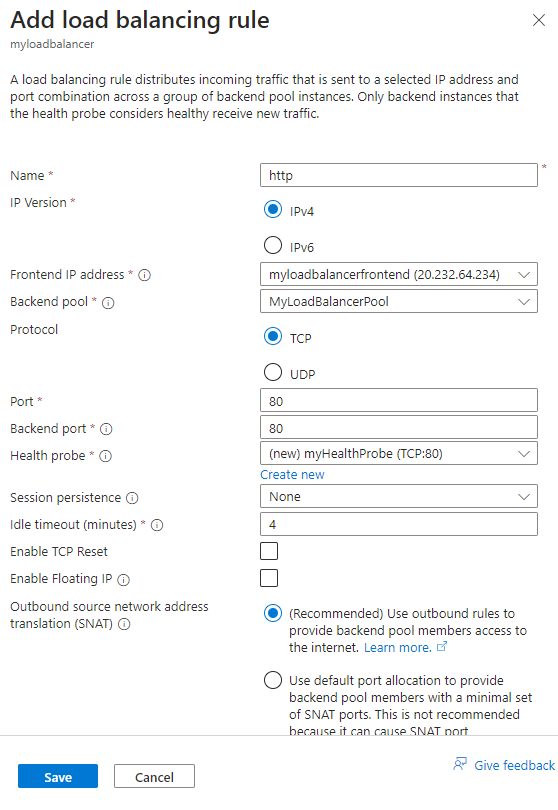 Add load balancing rule
myloadbalancer
A load balancing rule distributes incoming traffic that is sent to a selected IP address and
port combination across a group of backend pool instances. Only backend instances that
the health probe considers healthy receive new traffic.
Name * http *
IP Version * IPv4
IPv6
Frontend IP address * myloadbalancerfrontend (20.232.64.234)
Backend pool * MyLoadBalancerPool
Protocol TCP
UDP
Port * 80
Backend port * 80
Health probe * (new) myHealthProbe (TCP:80)
Create new
Session persistence None
Idle timeout (minutes) * 4
Enable TCP Reset
Enable Floating IP
Outbound source network address
translation (SNAT)
(Recommended) Use outbound rules to
provide backend pool members access to
the internet. Learn more.
Use default port allocation to provide
backend pool members with a minimal set
of SNAT ports. This is not recommended
because it can cause SNAT port
Save Cancel Give feedback